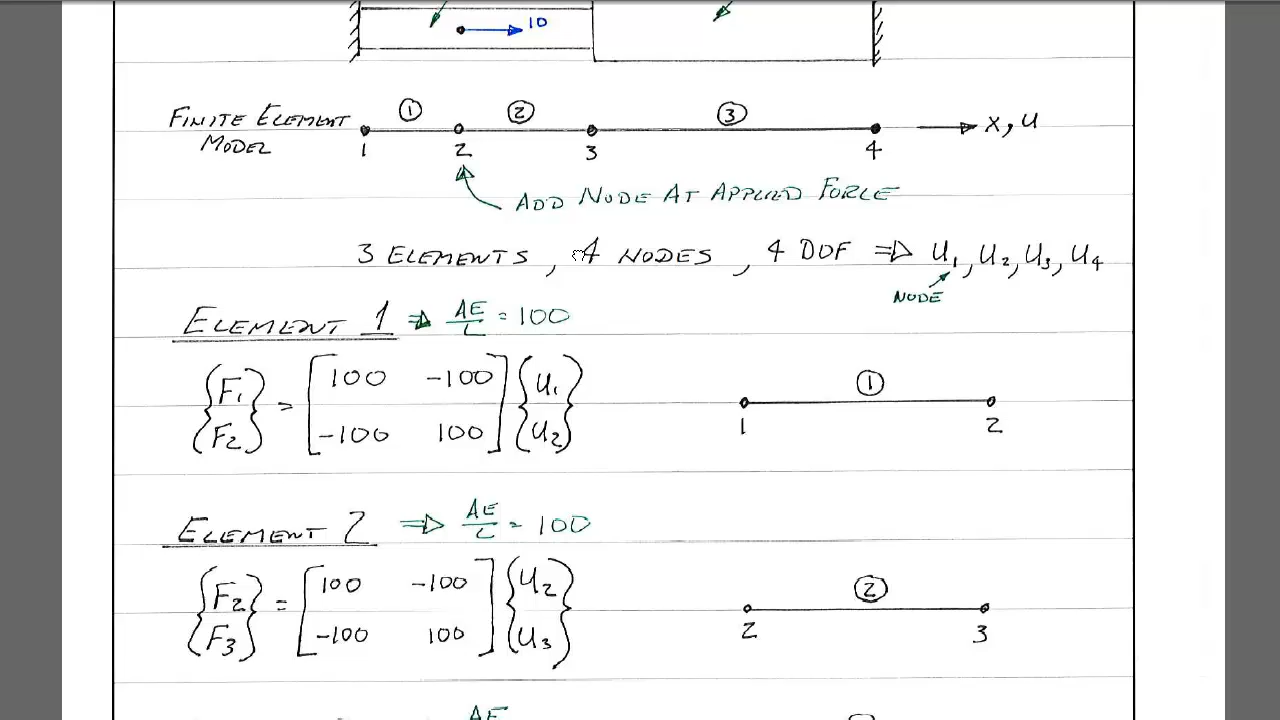 10
FINITE ELEMENT MODEL
① ② ③
1 2 3 4
x, u
ADD NODE AT APPLIED FORCE
3 ELEMENTS, 4 NODES, 4 DOF ⇒ u₁, u₂, u₃, u₄
NODE
ELEMENT 1 ⇒ AE/L = 100
{F₁ F₂} = [100 -100 -100 100] {u₁ u₂}
①
1 2
ELEMENT 2 ⇒ AE/L = 100
{F₂ F₃} = [100 -100 -100 100] {u₂ u₃}
②
2 3
AE